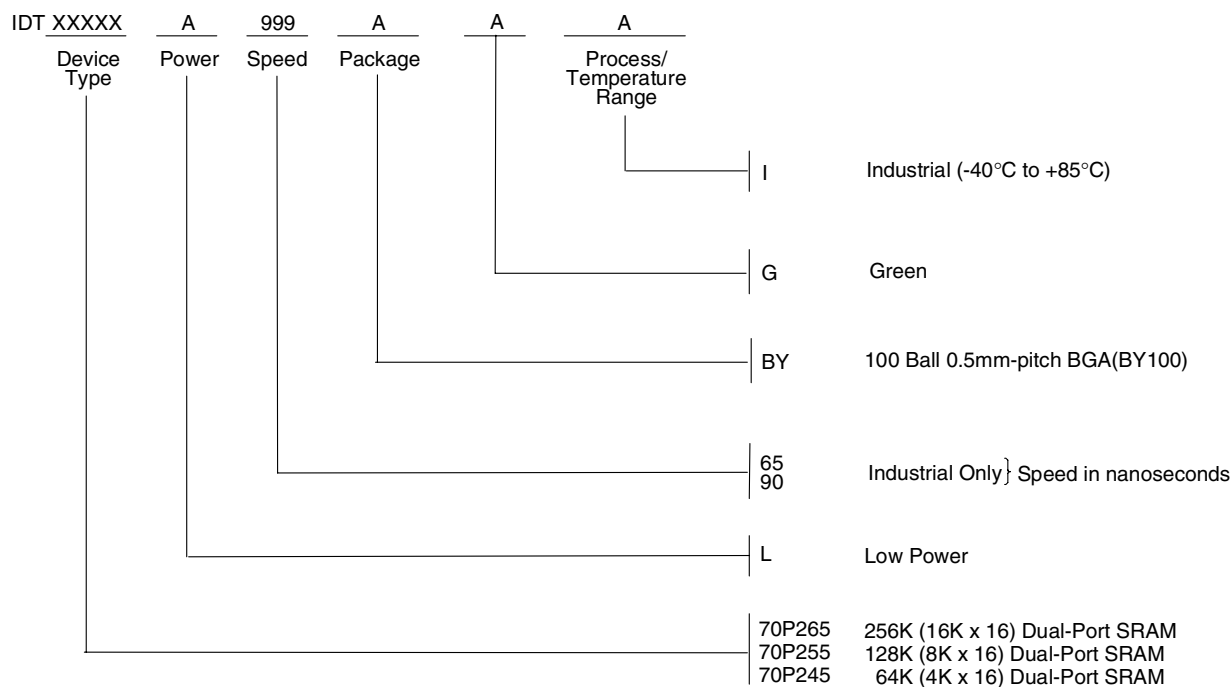 IDT XXXXX A 999 A A A
Device Type Power Speed Package Process/ Temperature Range
I Industrial (-40°C to +85°C)
G Green
BY 100 Ball 0.5mm-pitch BGA(BY100)
65
90 Industrial Only } Speed in nanoseconds
L Low Power
70P265 256K (16K x 16) Dual-Port SRAM
70P255 128K (8K x 16) Dual-Port SRAM
70P245 64K (4K x 16) Dual-Port SRAM